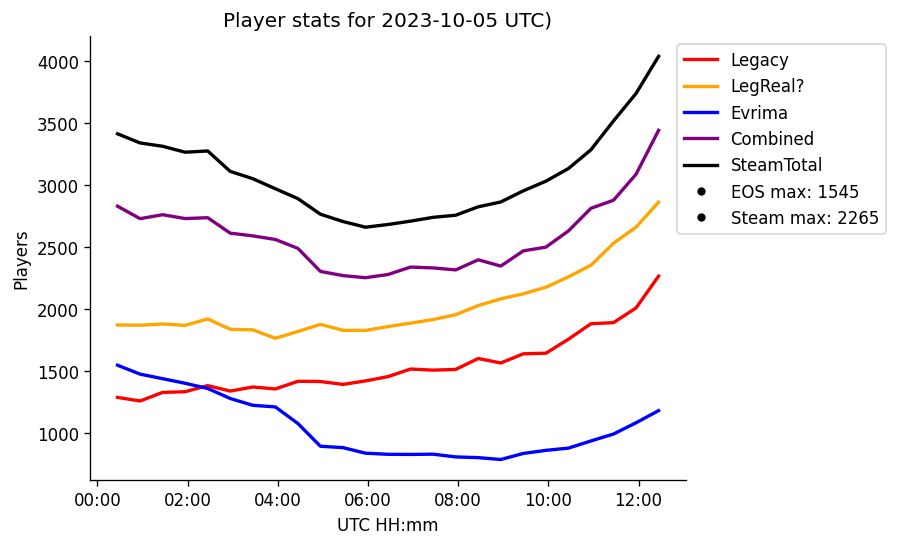 Player stats for 2023-10-05 UTC)
4000
3500
3000
2500
2000
1500
1000
Players
00:00 02:00 04:00 06:00 08:00 10:00 12:00
UTC HH:mm
Legacy
LegReal?
Evrima
Combined
SteamTotal
EOS max: 1545
Steam max: 2265